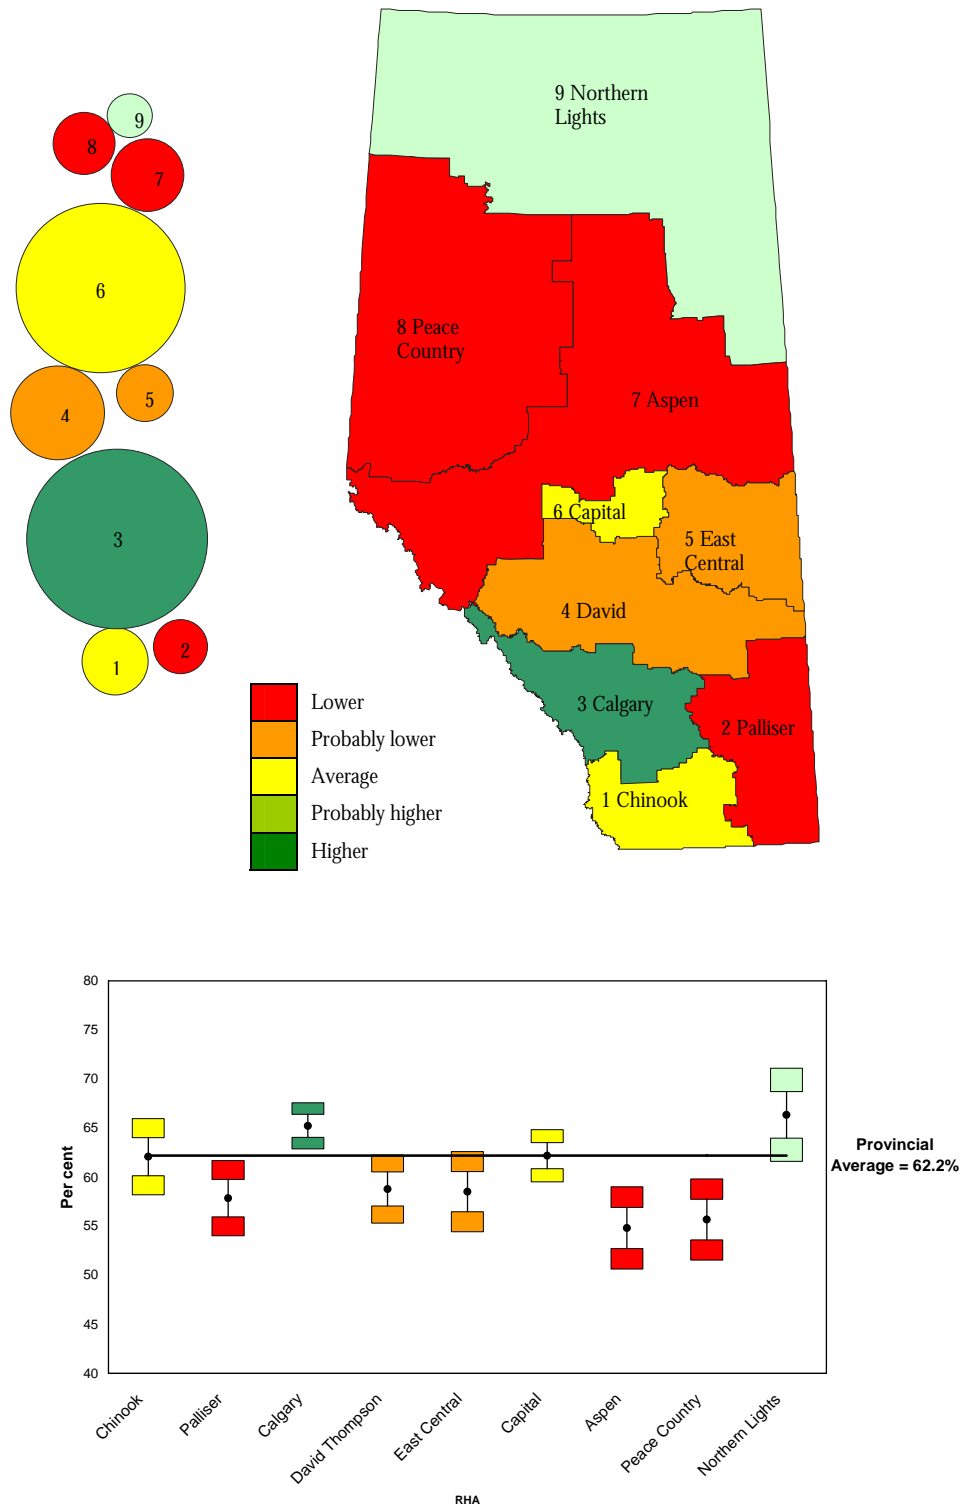 9 Northern
Lights
9
8
7
6
8 Peace
Country
7 Aspen
5
4
6 Capital
5 East
Central
3
4 David
1
2
3 Calgary
2 Palliser
1 Chinook
Lower
Probably lower
Average
Probably higher
Higher
80
75
70
65
60
55
50
45
40
Per cent
Provincial
Average = 62.2%
Chinook
Palliser
Calgary
David Thompson
East Central
Capital
Aspen
Peace Country
Northern Lights
RHA